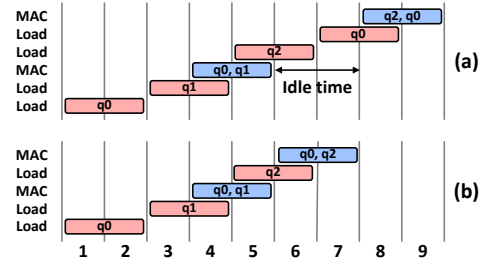 MAC q2, q0
Load q0
Load q2
MAC q0, q1
Load q1 Idle time (a)
Load q0
MAC q0, q2
Load q2
MAC q0, q1 (b)
Load q1
Load q0
1 2 3 4 5 6 7 8 9